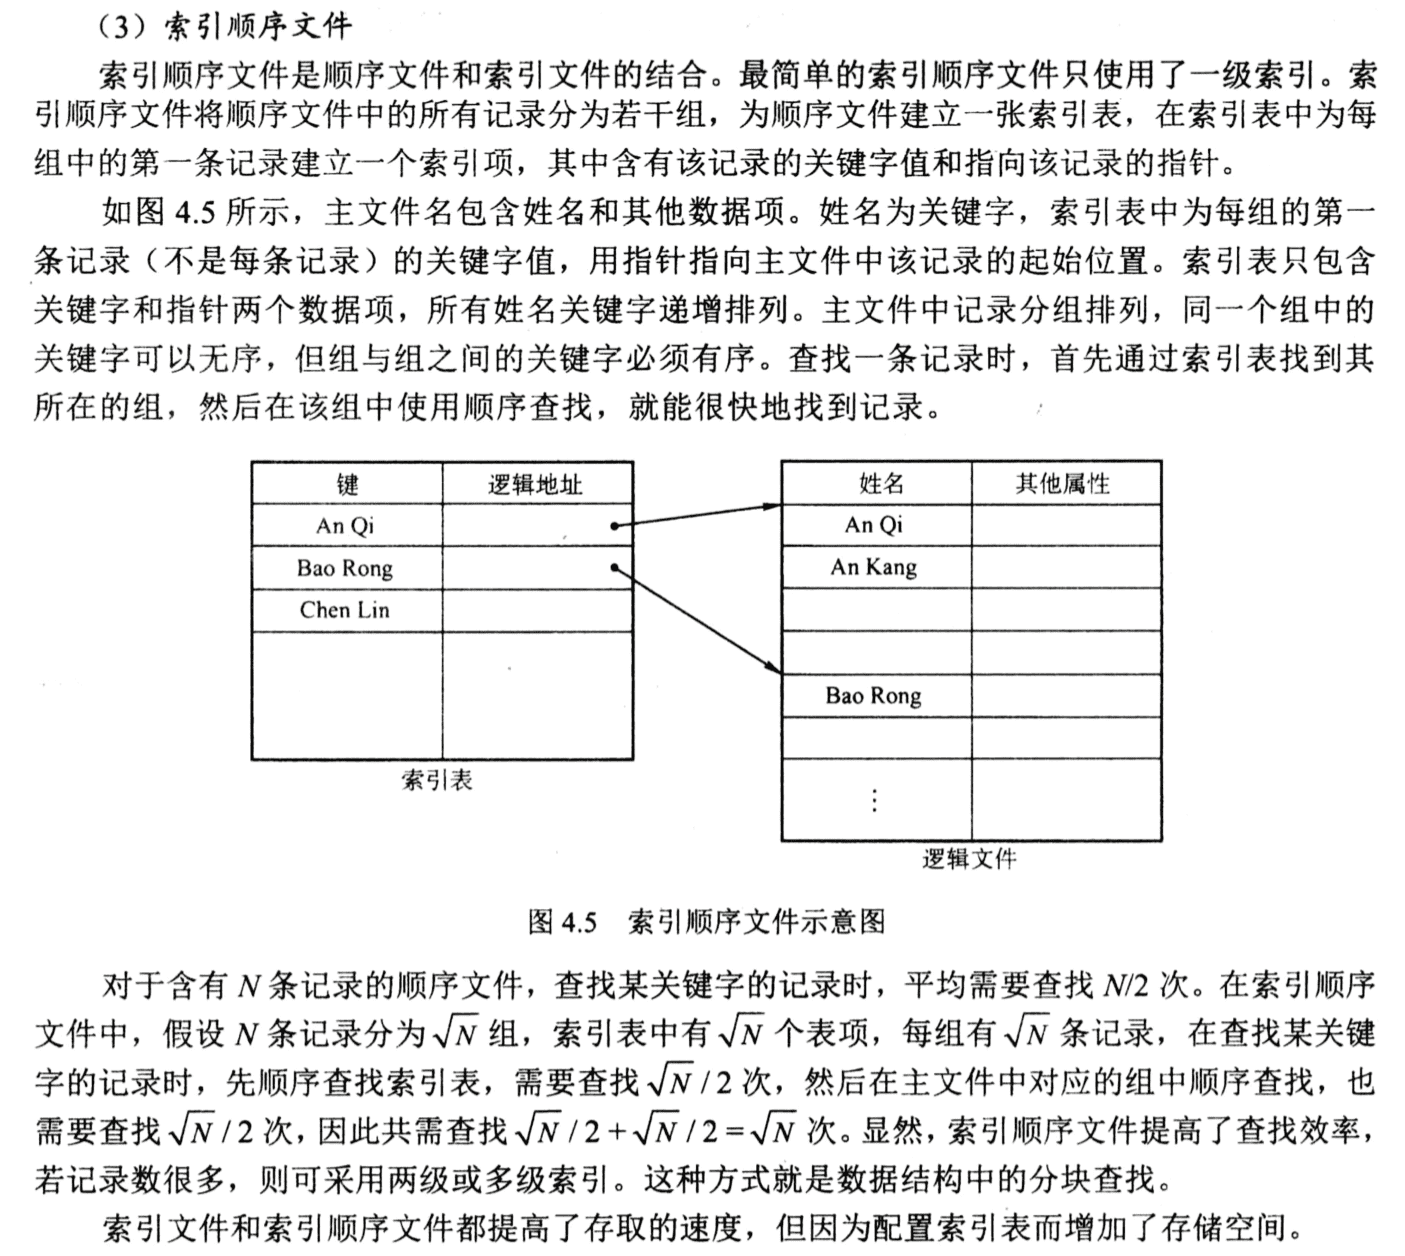 （3）索引顺序文件
索引顺序文件是顺序文件和索引文件的结合。最简单的索引顺序文件只使用了一级索引。索
引顺序文件将顺序文件中的所有记录分为若干组，为顺序文件建立一张索引表，在索引表中为每
组中的第一条记录建立一个索引项，其中含有该记录的关键字值和指向该记录的指针。
如图 4.5 所示，主文件名包含姓名和其他数据项。姓名为关键字，索引表中为每组的第一
条记录（不是每条记录）的关键字值，用指针指向主文件中该记录的起始位置。索引表只包含
关键字和指针两个数据项，所有姓名关键字递增排列。主文件中记录分组排列，同一个组中的
关键字可以无序，但组与组之间的关键字必须有序。查找一条记录时，首先通过索引表找到其
所在的组，然后在该组中使用顺序查找，就能很快地找到记录。
键 逻辑地址
An Qi
Bao Rong
Chen Lin
索引表
姓名 其他属性
An Qi
An Kang
Bao Rong
⋮
逻辑文件
图 4.5 索引顺序文件示意图
对于含有 N 条记录的顺序文件，查找某关键字的记录时，平均需要查找 N/2 次。在索引顺序
文件中，假设 N 条记录分为 √N 组，索引表中有 √N 个表项，每组有 √N 条记录，在查找某关键
字的记录时，先顺序查找索引表，需要查找 √N / 2 次，然后在主文件中对应的组中顺序查找，也
需要查找 √N / 2 次，因此共需查找 √N / 2 + √N / 2 = √N 次。显然，索引顺序文件提高了查找效率，
若记录数很多，则可采用两级或多级索引。这种方式就是数据结构中的分块查找。
索引文件和索引顺序文件都提高了存取的速度，但因为配置索引表而增加了存储空间。